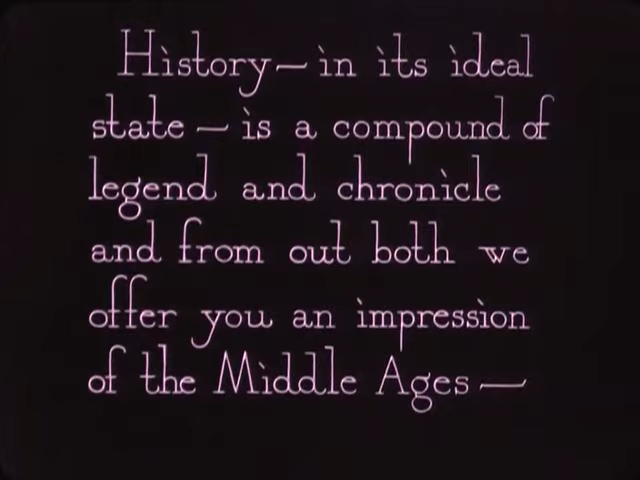 History — in its ideal
state — is a compound of
legend and chronicle
and from out both we
offer you an impression
of the Middle Ages —